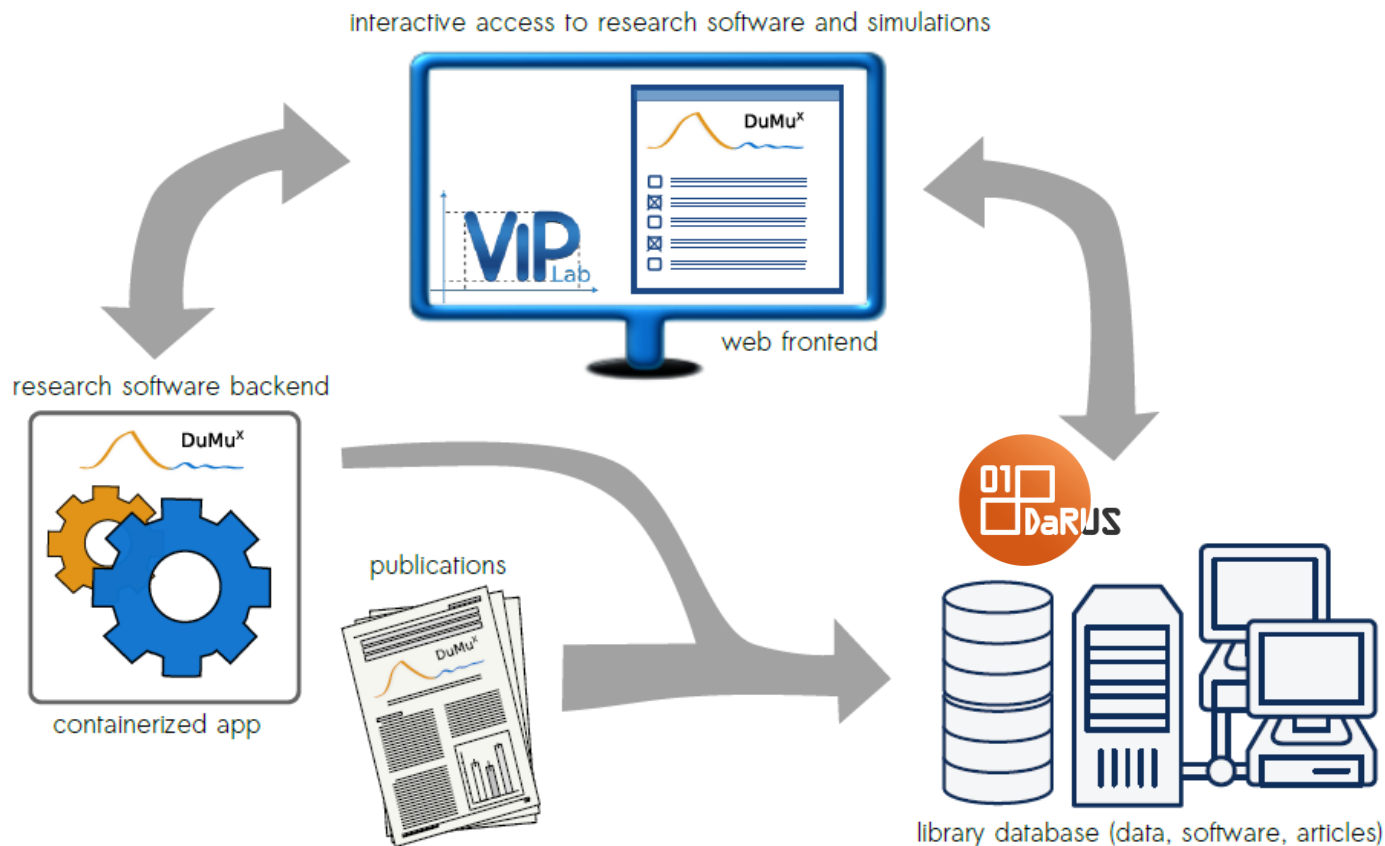 interactive access to research software and simulations
DuMuˣ
ViP
Lab
web frontend
research software backend
DuMuˣ
containerized app
publications
DuMuˣ
01
DaRUS
library database (data, software, articles)